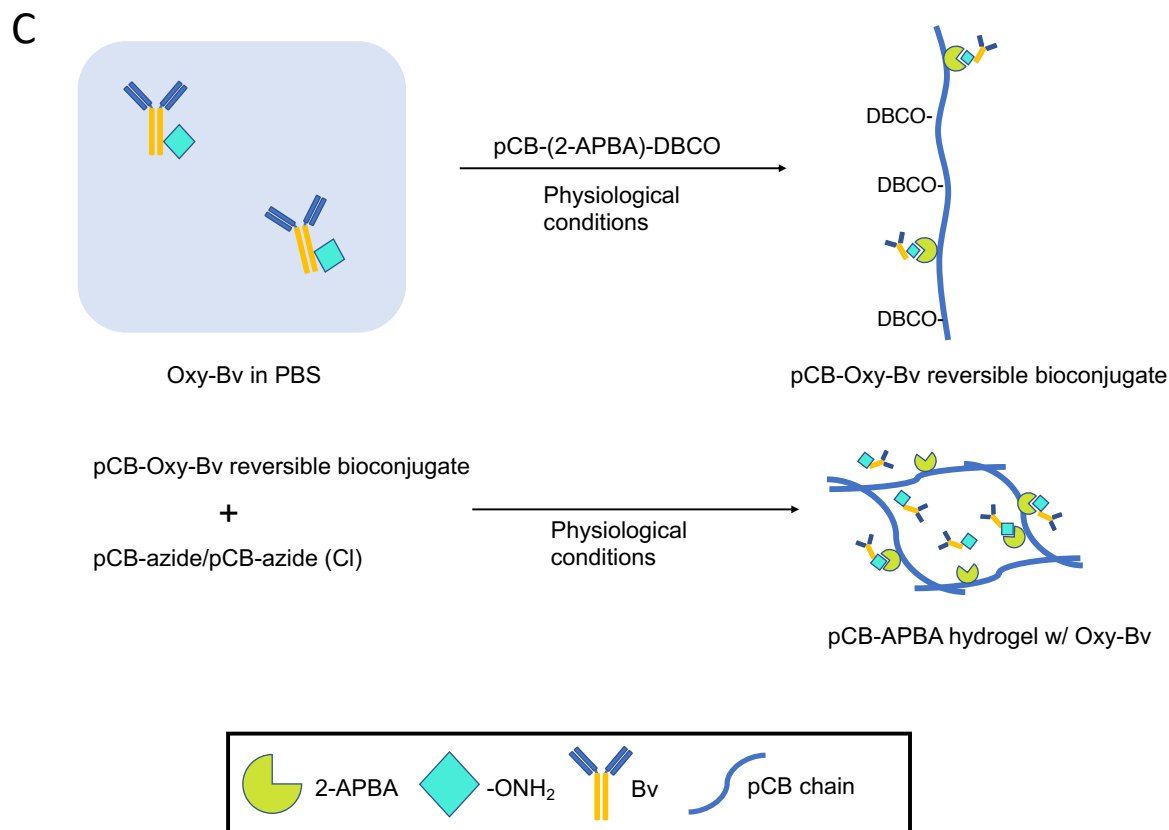 C
pCB-(2-APBA)-DBCO
Physiological
conditions
DBCO-
DBCO-
DBCO-
Oxy-Bv in PBS
pCB-Oxy-Bv reversible bioconjugate
pCB-Oxy-Bv reversible bioconjugate
+
pCB-azide/pCB-azide (Cl)
Physiological
conditions
pCB-APBA hydrogel w/ Oxy-Bv
2-APBA
-ONH₂
Bv
pCB chain